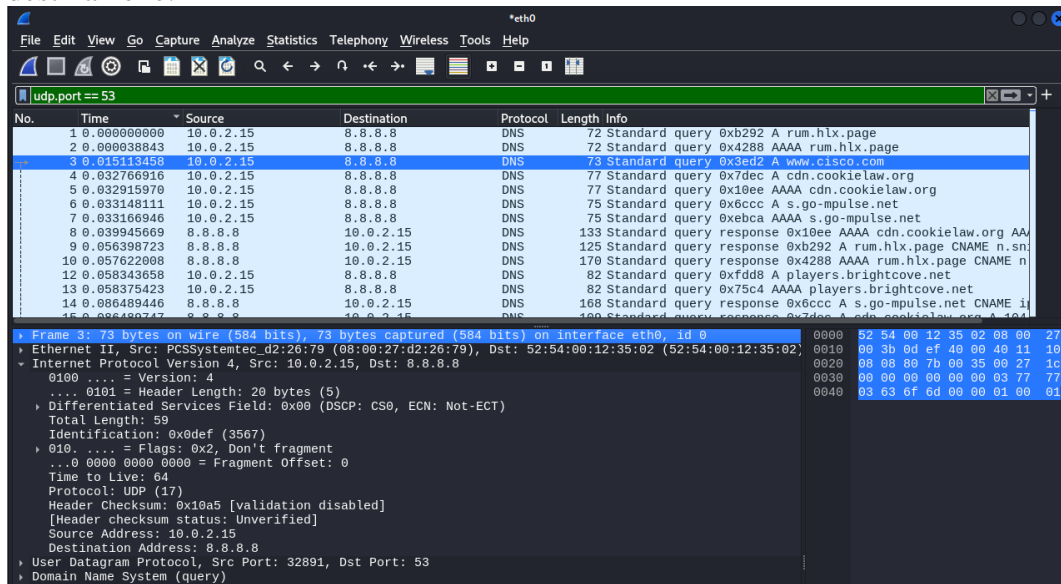 *eth0
File Edit View Go Capture Analyze Statistics Telephony Wireless Tools Help
udp.port == 53
No. Time Source Destination Protocol Length Info
1 0.000000000 10.0.2.15 8.8.8.8 DNS 72 Standard query 0xb292 A rum.hlx.page
2 0.000038843 10.0.2.15 8.8.8.8 DNS 72 Standard query 0x4288 AAAA rum.hlx.page
3 0.015113458 10.0.2.15 8.8.8.8 DNS 73 Standard query 0x3ed2 A www.cisco.com
4 0.032766916 10.0.2.15 8.8.8.8 DNS 77 Standard query 0x7dec A cdn.cookielaw.org
5 0.032915970 10.0.2.15 8.8.8.8 DNS 77 Standard query 0x10ee AAAA cdn.cookielaw.org
6 0.033148111 10.0.2.15 8.8.8.8 DNS 75 Standard query 0x6ccc A s.go-mpulse.net
7 0.033166946 10.0.2.15 8.8.8.8 DNS 75 Standard query 0xebca AAAA s.go-mpulse.net
8 0.039945669 8.8.8.8 10.0.2.15 DNS 133 Standard query response 0x10ee AAAA cdn.cookielaw.org
9 0.056398723 8.8.8.8 10.0.2.15 DNS 125 Standard query response 0xb292 A rum.hlx.page CNAME
10 0.057622008 8.8.8.8 10.0.2.15 DNS 170 Standard query response 0x4288 AAAA rum.hlx.page CNAME n
12 0.058343658 10.0.2.15 8.8.8.8 DNS 82 Standard query 0xfdd8 A players.brightcove.net
13 0.058375423 10.0.2.15 8.8.8.8 DNS 82 Standard query 0x75c4 AAAA players.brightcove.net
14 0.086489446 8.8.8.8 10.0.2.15 DNS 168 Standard query response 0x6ccc A s.go-mpulse.net CNAME
Frame 3: 73 bytes on wire (584 bits), 73 bytes captured (584 bits) on interface eth0, id 0
Ethernet II, Src: PCSSystemtec_d2:26:79 (08:00:27:d2:26:79), Dst: 52:54:00:12:35:02 (52:54:00:12:35:02)
Internet Protocol Version 4, Src: 10.0.2.15, Dst: 8.8.8.8
0100 .... = Version: 4
.... 0101 = Header Length: 20 bytes (5)
Differentiated Services Field: 0x00 (DSCP: CS0, ECN: Not-ECT)
Total Length: 59
Identification: 0x0def (3567)
010. .... = Flags: 0x2, Don't fragment
...0 0000 0000 0000 = Fragment Offset: 0
Time to Live: 64
Protocol: UDP (17)
Header Checksum: 0x10a5 [validation disabled]
[Header checksum status: Unverified]
Source Address: 10.0.2.15
Destination Address: 8.8.8.8
User Datagram Protocol, Src Port: 32891, Dst Port: 53
Domain Name System (query)
0000 52 54 00 12 35 02 08 00 27
0010 00 3b 0d ef 40 00 40 11 10
0020 08 08 80 7b 00 35 00 27 1c
0030 00 00 00 00 00 00 03 77 77
0040 03 63 6f 6d 00 00 01 00 01